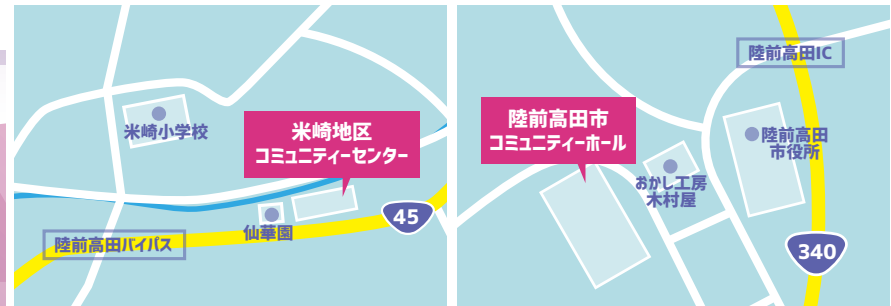 米崎小学校
米崎地区
コミュニティーセンター
仙華園
45
陸前高田バイパス
陸前高田IC
陸前高田市
コミュニティーホール
陸前高田
市役所
おかし工房
木村屋
340